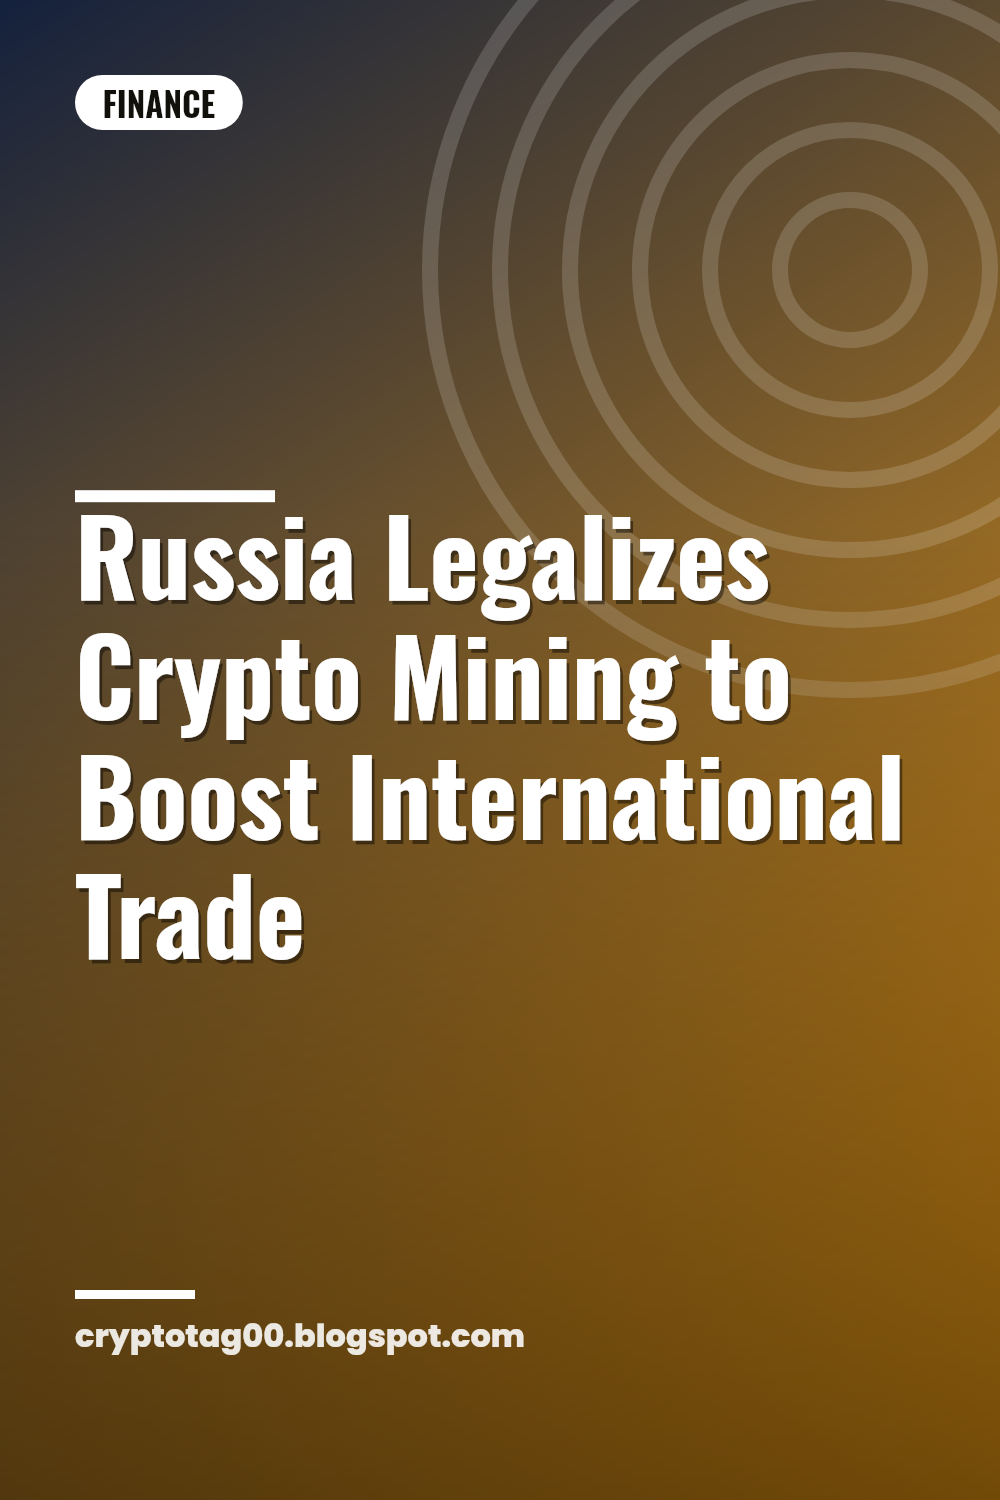 FINANCE
Russia Legalizes
Crypto Mining to
Boost International
Trade
cryptotag00.blogspot.com